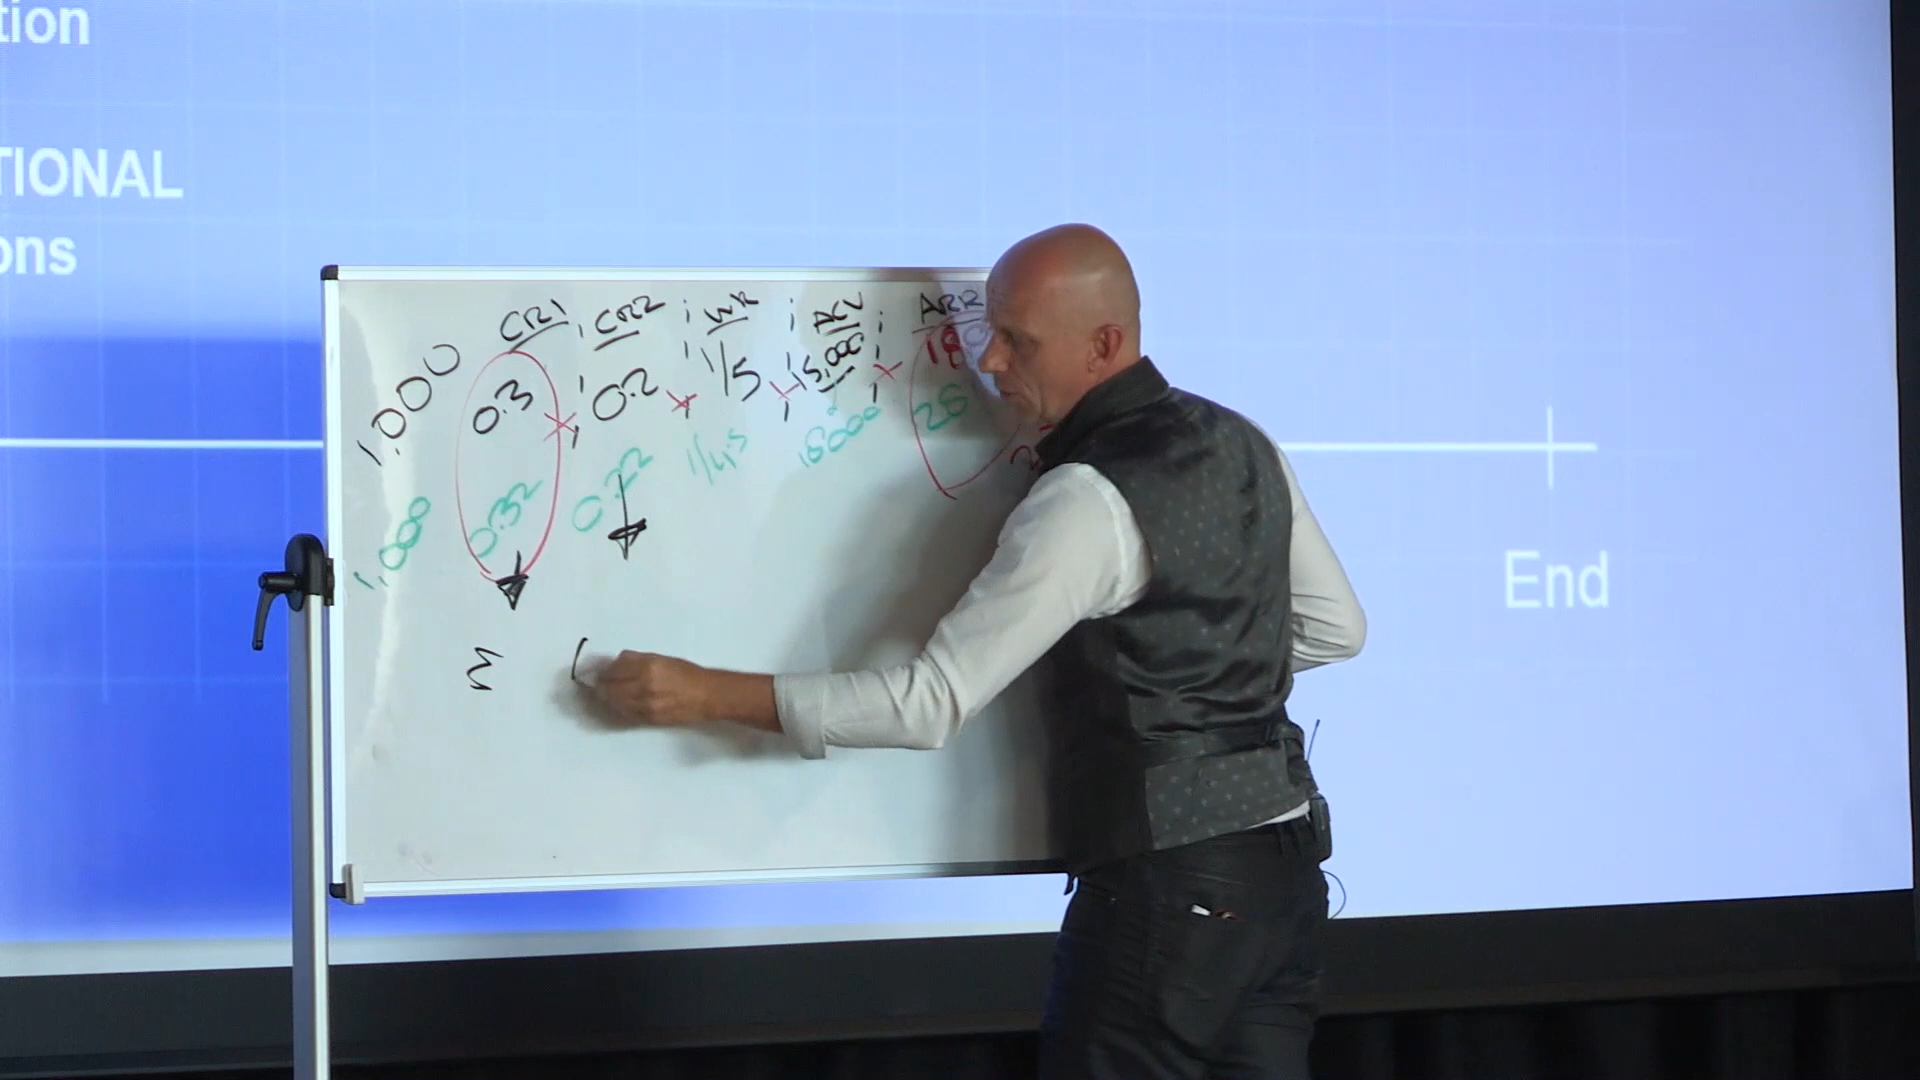 tion
TIONAL
ons
CR1 CR2 WR ACV ARR
1,000 0.3 × 0.2 × 1/5 × 15,000 × 180
1,000 0.32 0.22 1/4,5 18000 28
M
End